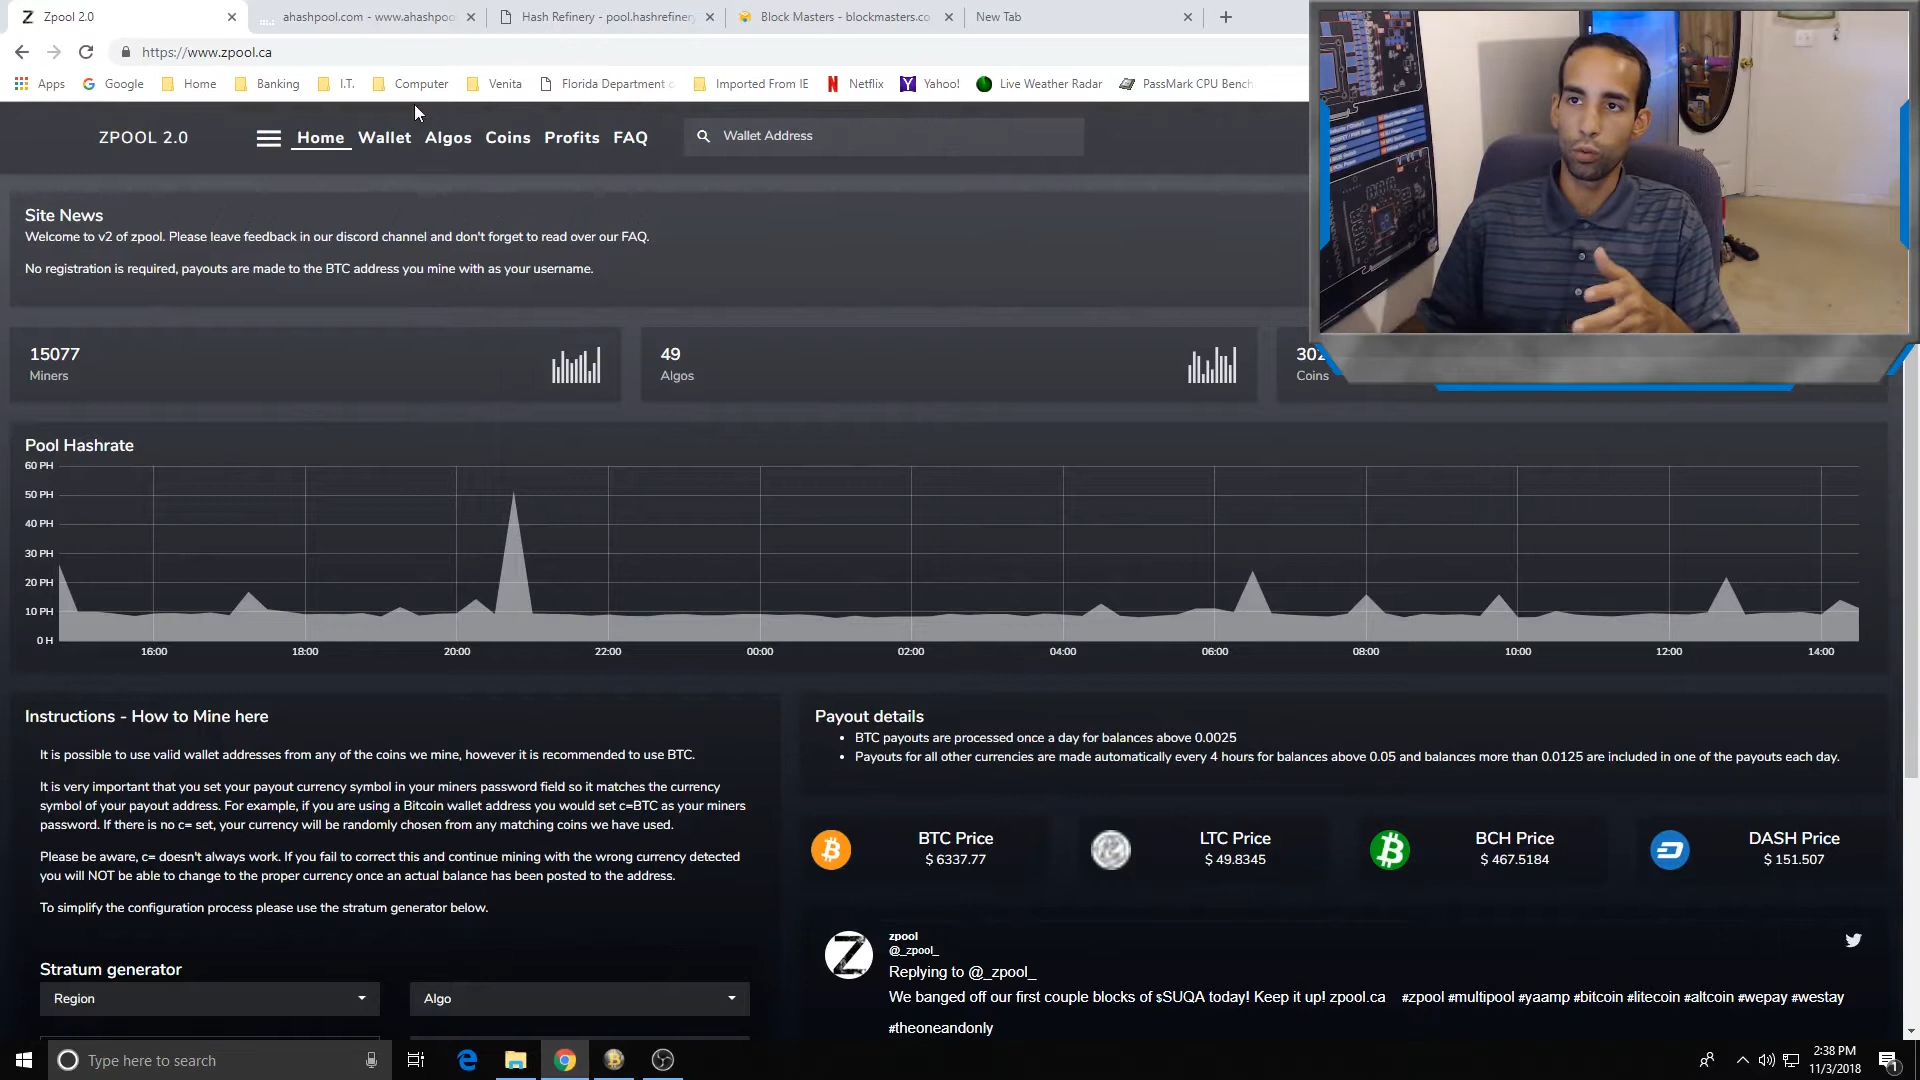 Zpool 2.0
ahashpool.com - www.ahashpoo
Hash Refinery - pool.hashrefinery
Block Masters - blockmasters.co
New Tab
https://www.zpool.ca
Apps
Google
Home
Banking
I.T.
Computer
Venita
Florida Department o
Imported From IE
Netflix
Yahoo!
Live Weather Radar
PassMark CPU Bench
ZPOOL 2.0
Home Wallet Algos Coins Profits FAQ
Wallet Address
Site News
Welcome to v2 of zpool. Please leave feedback in our discord channel and don't forget to read over our FAQ.
No registration is required, payouts are made to the BTC address you mine with as your username.
15077
Miners
49
Algos
302
Coins
Pool Hashrate
60 PH
50 PH
40 PH
30 PH
20 PH
10 PH
0 H
16:00 18:00 20:00 22:00 00:00 02:00 04:00 06:00 08:00 10:00 12:00 14:00
Instructions - How to Mine here
It is possible to use valid wallet addresses from any of the coins we mine, however it is recommended to use BTC.
It is very important that you set your payout currency symbol in your miners password field so it matches the currency
symbol of your payout address. For example, if you are using a Bitcoin wallet address you would set c=BTC as your miners
password. If there is no c= set, your currency will be randomly chosen from any matching coins we have used.
Please be aware, c= doesn't always work. If you fail to correct this and continue mining with the wrong currency detected
you will NOT be able to change to the proper currency once an actual balance has been posted to the address.
To simplify the configuration process please use the stratum generator below.
Stratum generator
Region
Algo
Payout details
• BTC payouts are processed once a day for balances above 0.0025
• Payouts for all other currencies are made automatically every 4 hours for balances above 0.05 and balances more than 0.0125 are included in one of the payouts each day.
BTC Price
$ 6337.77
LTC Price
$ 49.8345
BCH Price
$ 467.5184
DASH Price
$ 151.507
zpool
@_zpool_
Replying to @_zpool_
We banged off our first couple blocks of $SUQA today! Keep it up! zpool.ca #zpool #multipool #yaamp #bitcoin #litecoin #altcoin #wepay #westay
#theoneandonly
Type here to search
2:38 PM
11/3/2018
1